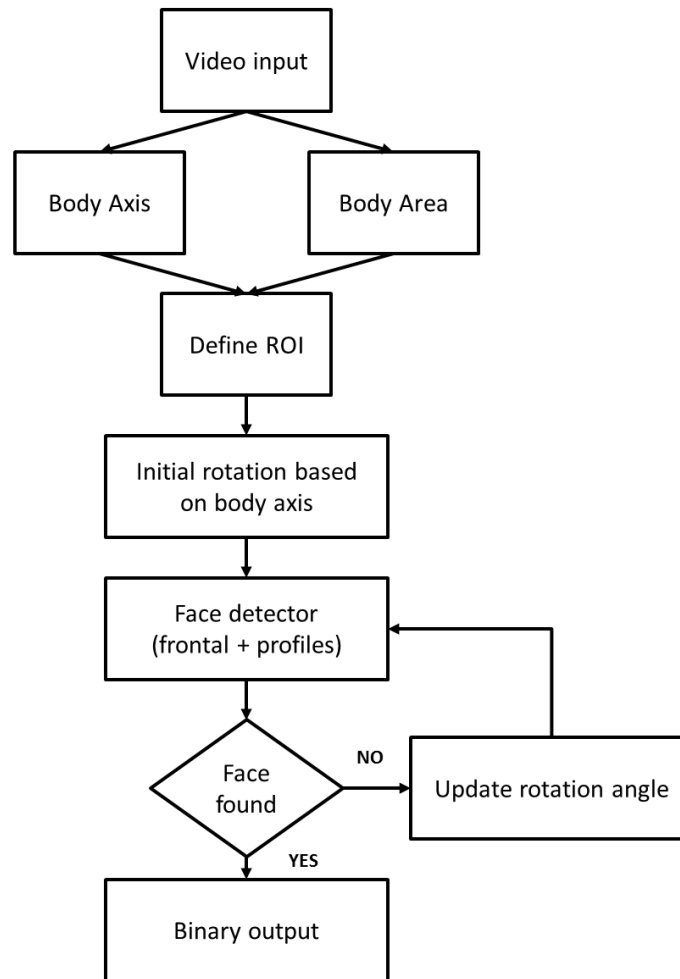 Video input
Body Axis
Body Area
Define ROI
Initial rotation based
on body axis
Face detector
(frontal + profiles)
Face
found
NO
Update rotation angle
YES
Binary output